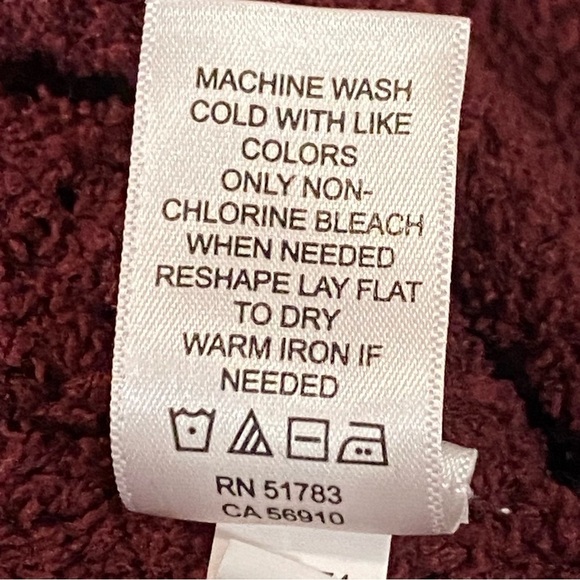 MACHINE WASH
COLD WITH LIKE
COLORS
ONLY NON-
CHLORINE BLEACH
WHEN NEEDED
RESHAPE LAY FLAT
TO DRY
WARM IRON IF
NEEDED
RN 51783
CA 56910